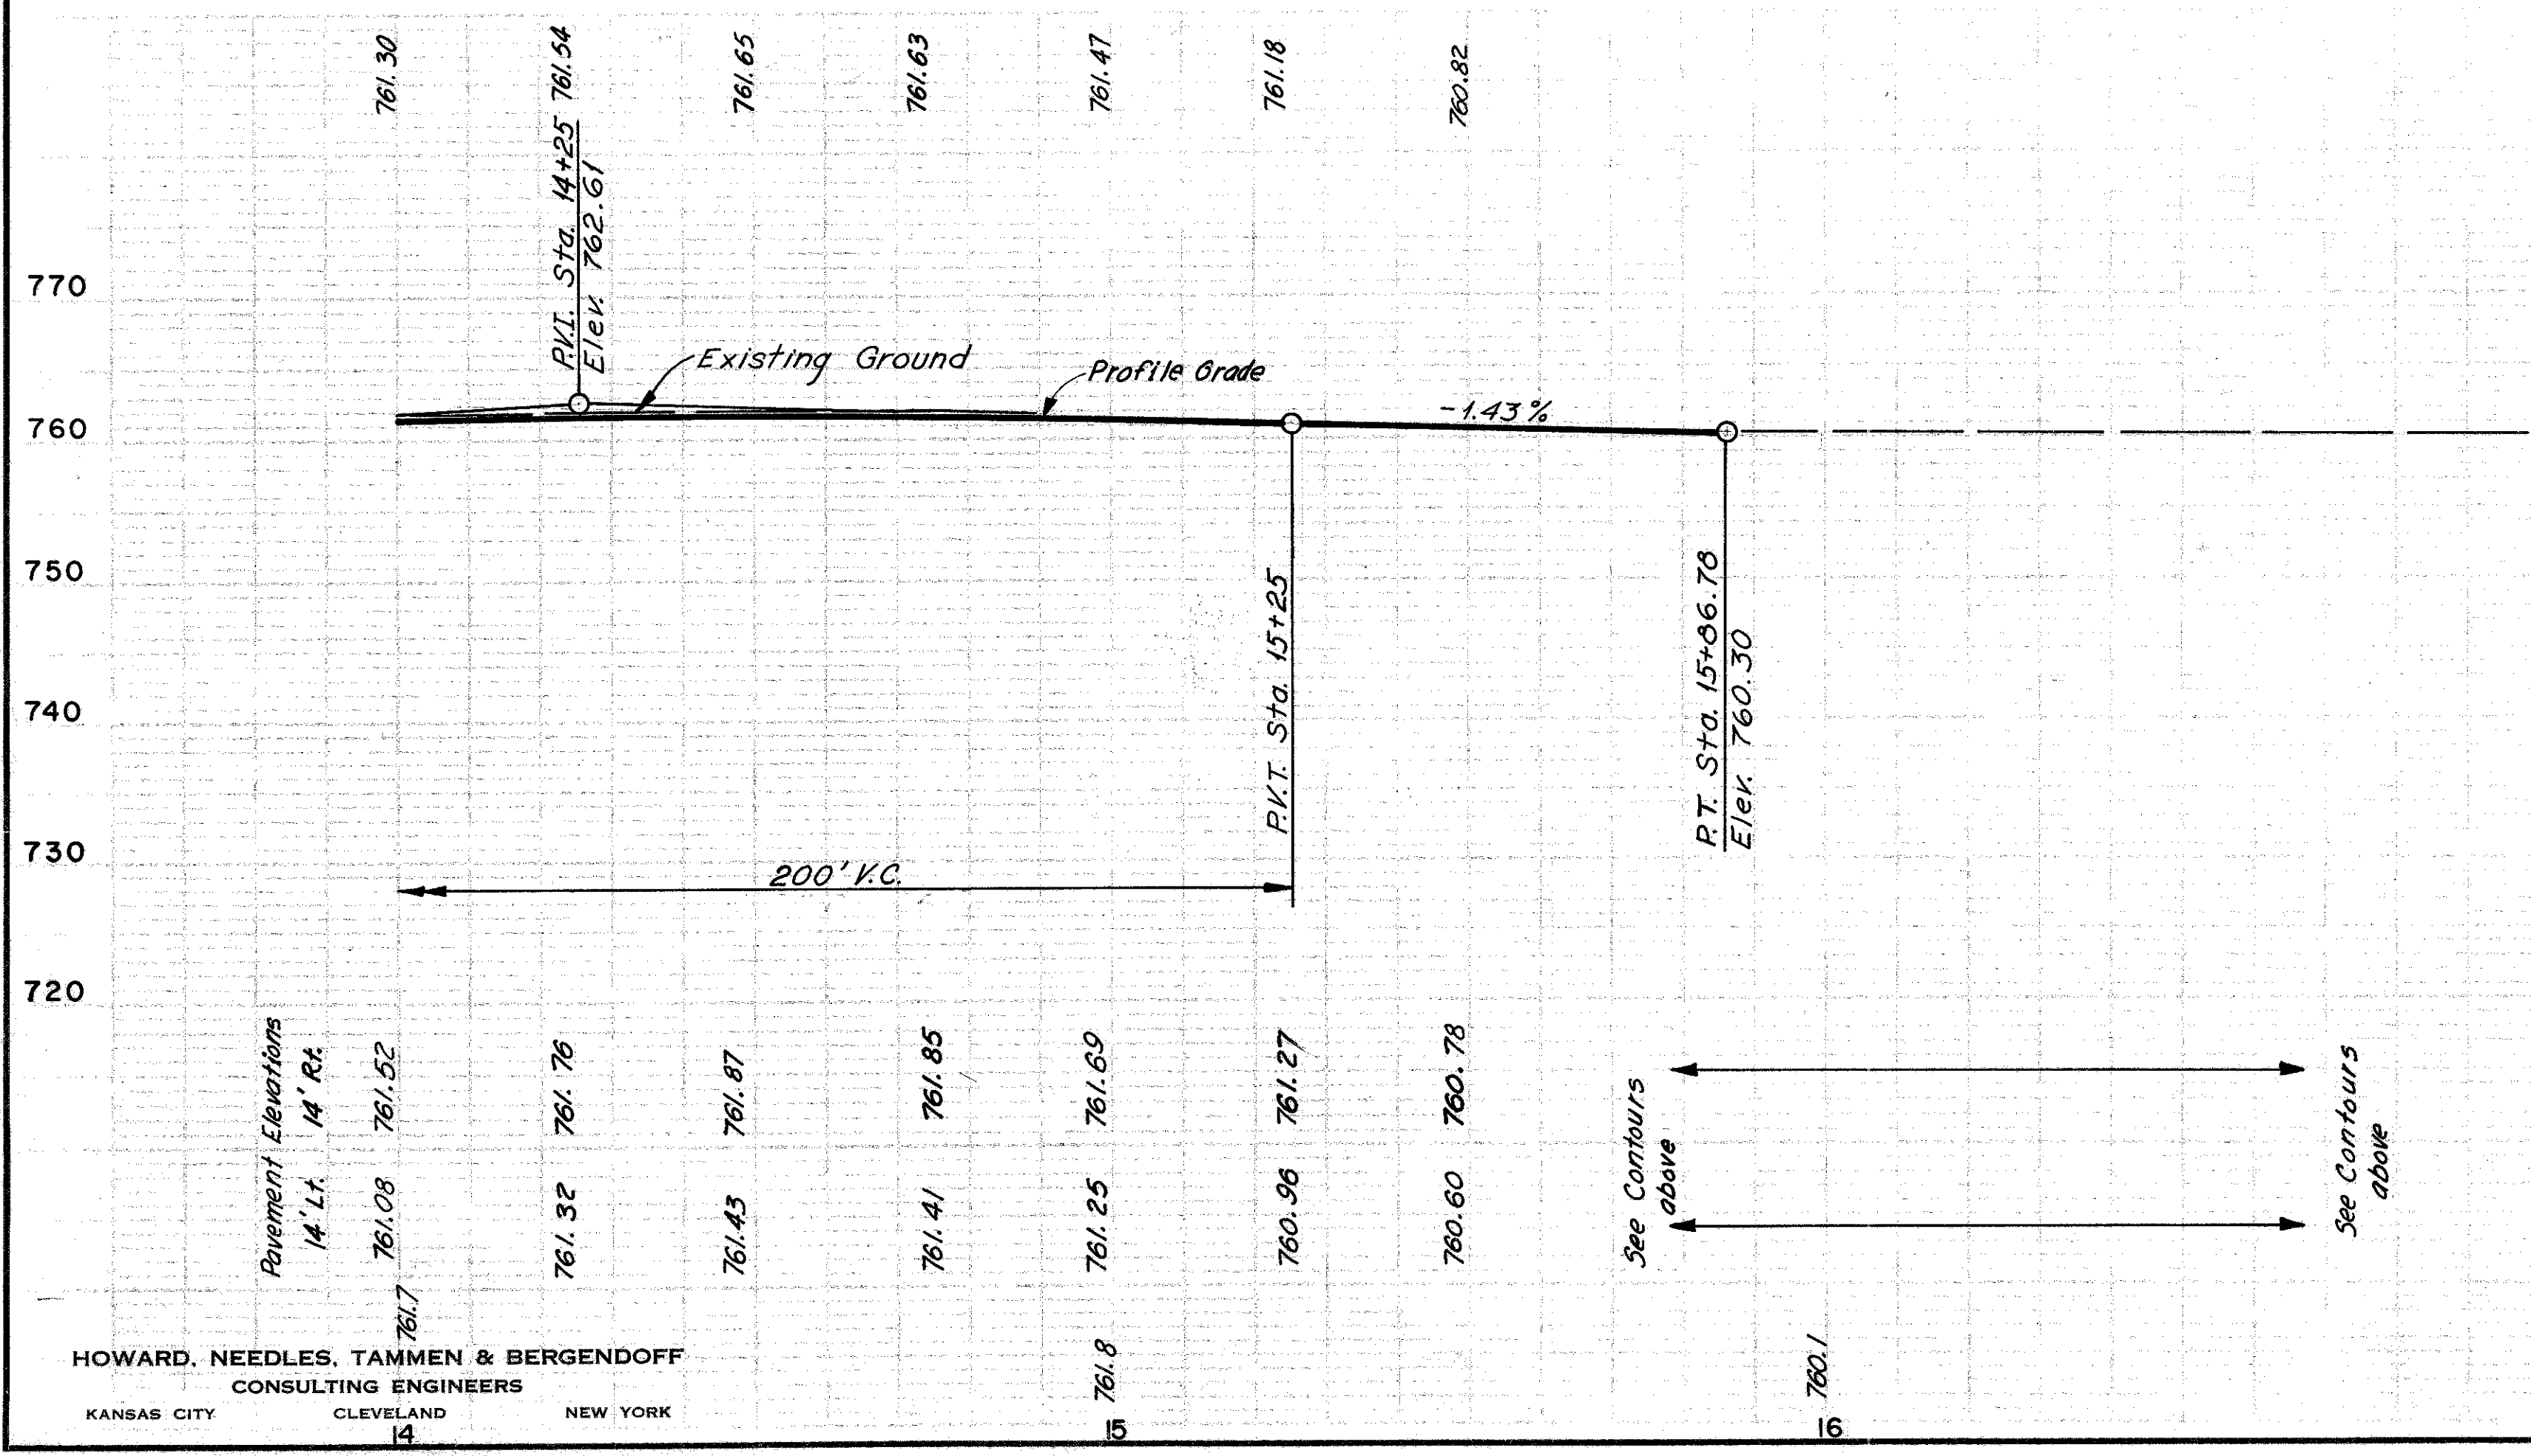 761.30
761.54
761.65
761.63
761.47
761.18
760.82
P.V.I. Sta. 14+25
Elev. 762.61
770
760
750
740
730
720
Existing Ground
Profile Grade
-1.43%
P.V.T. Sta. 15+25
P.T. Sta. 15+86.78
Elev. 760.30
200' V.C.
Pavement Elevations
14' Lt. 14' Rt.
761.08 761.52
761.32 761.76
761.43 761.87
761.41 761.85
761.25 761.69
760.96 761.27
760.60 760.78
See Contours
above
See Contours
above
761.7
761.8
760.1
HOWARD, NEEDLES, TAMMEN & BERGENDOFF
CONSULTING ENGINEERS
KANSAS CITY CLEVELAND NEW YORK
14 15 16